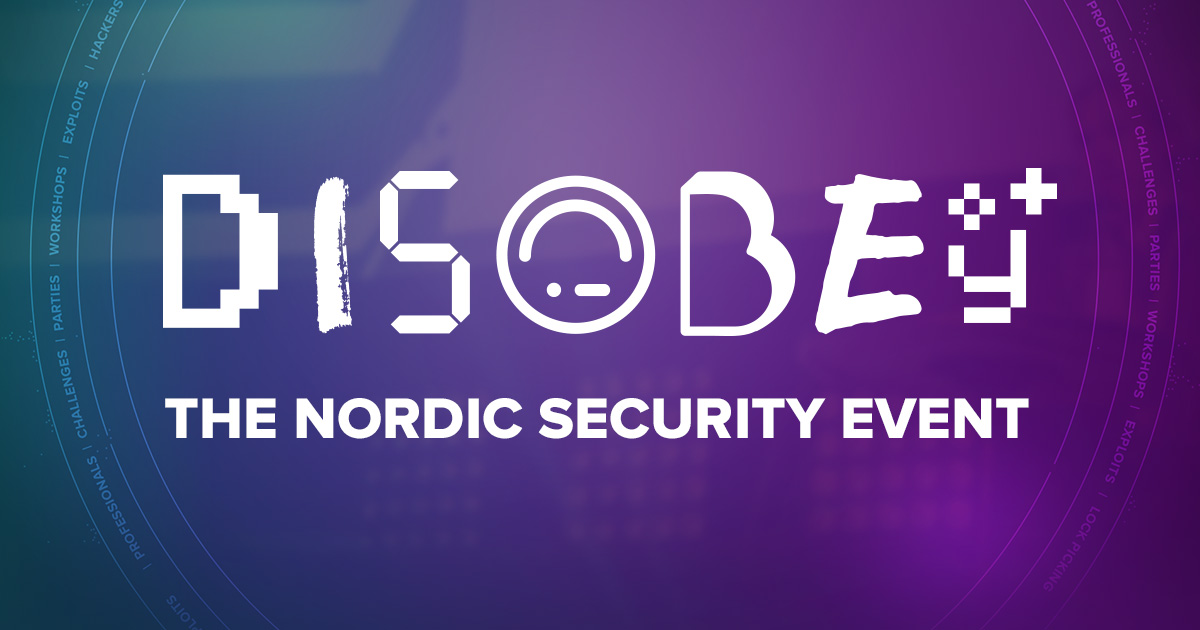 DISOBEY
THE NORDIC SECURITY EVENT
EXPLOITS
| PROFESSIONALS | CHALLENGES | PARTIES | WORKSHOPS | EXPLOITS | HACKERS
PROFESSIONALS | CHALLENGES | PARTIES | WORKSHOPS | EXPLOITS | LOCK PICKING